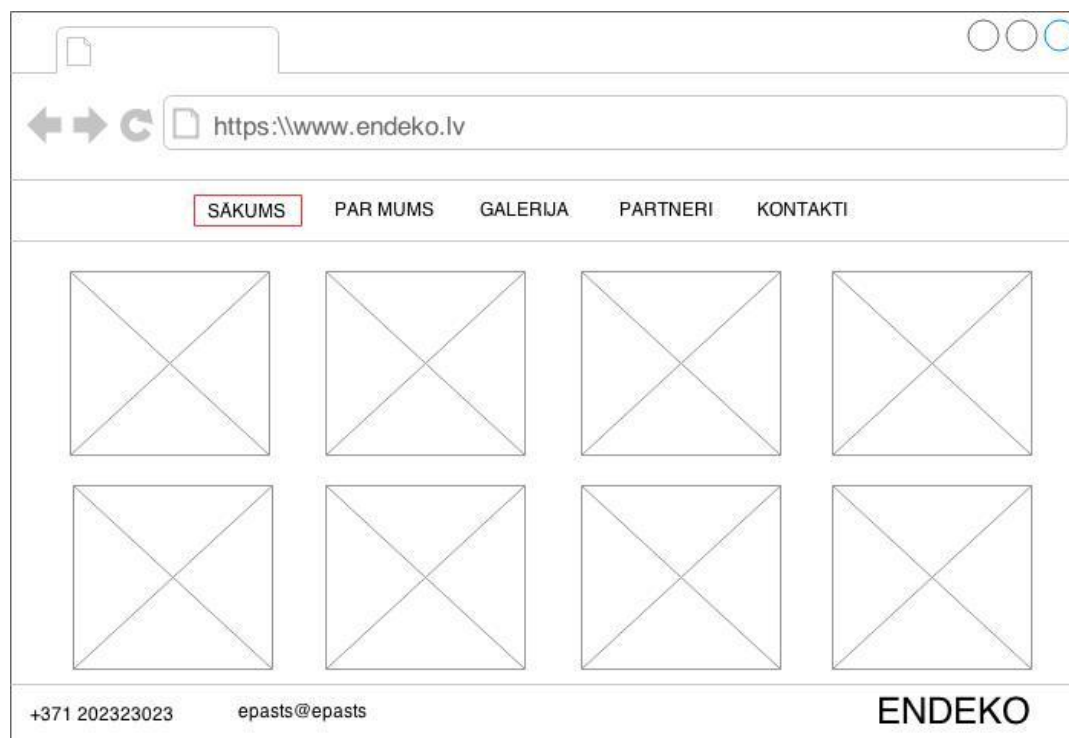 https:\\www.endeko.lv
SĀKUMS PAR MUMS GALERIJA PARTNERI KONTAKTI
+371 202323023 epasts@epasts ENDEKO